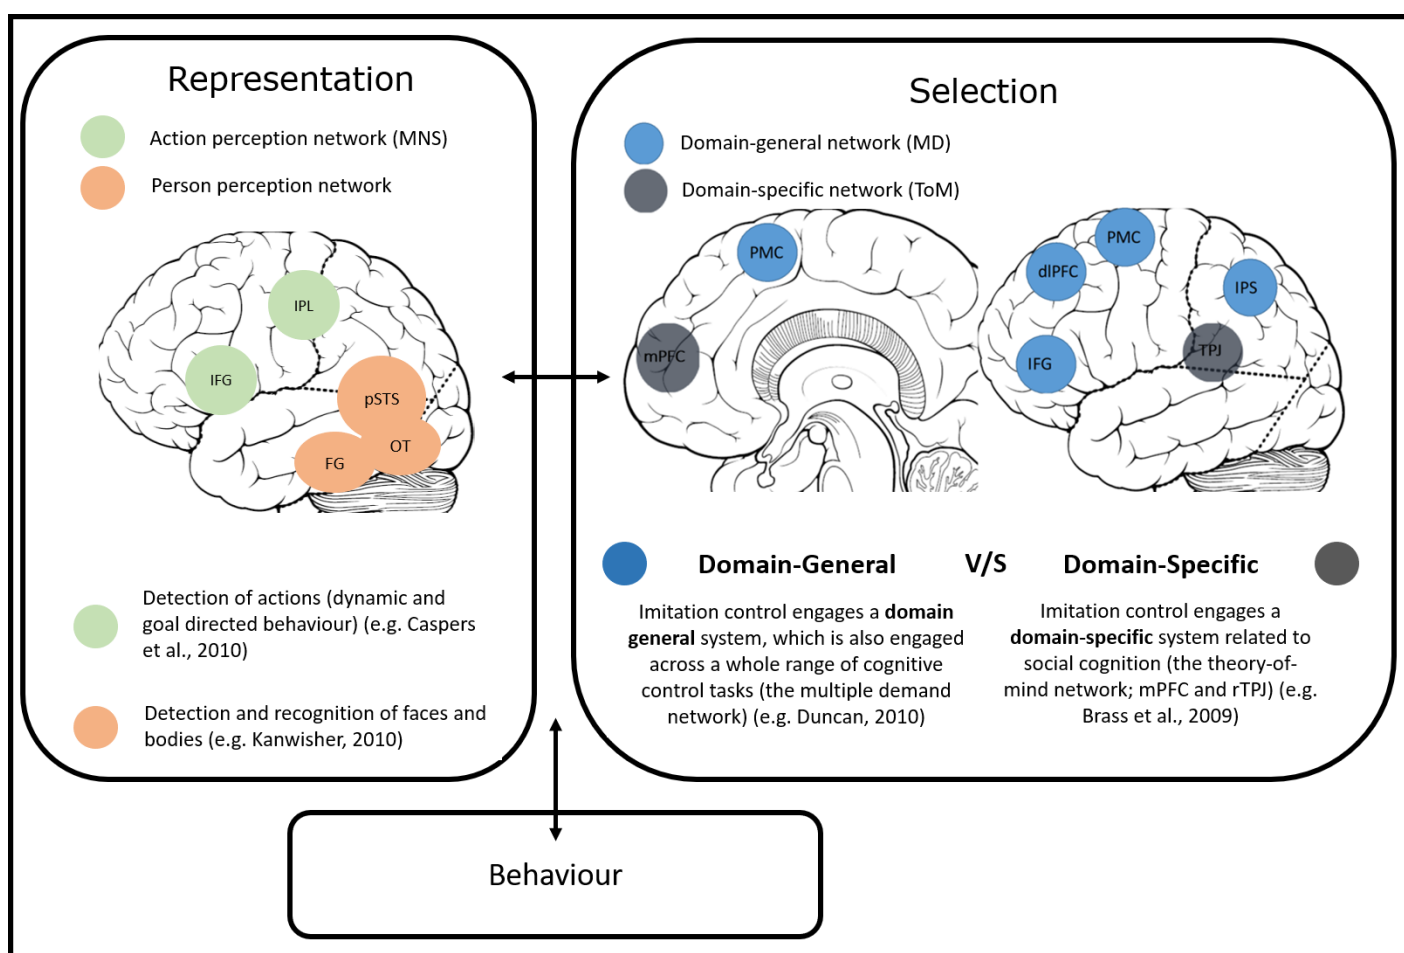 Representation
Action perception network (MNS)
Person perception network
IPL
IFG
pSTS
OT
FG
Detection of actions (dynamic and
goal directed behaviour) (e.g. Caspers
et al., 2010)
Detection and recognition of faces and
bodies (e.g. Kanwisher, 2010)
Selection
Domain-general network (MD)
Domain-specific network (ToM)
PMC
mPFC
PMC
dlPFC
IPS
TPJ
IFG
Domain-General V/S Domain-Specific
Imitation control engages a domain
general system, which is also engaged
across a whole range of cognitive
control tasks (the multiple demand
network) (e.g. Duncan, 2010)
Imitation control engages a
domain-specific system related to
social cognition (the theory-of-
mind network; mPFC and rTPJ) (e.g.
Brass et al., 2009)
Behaviour